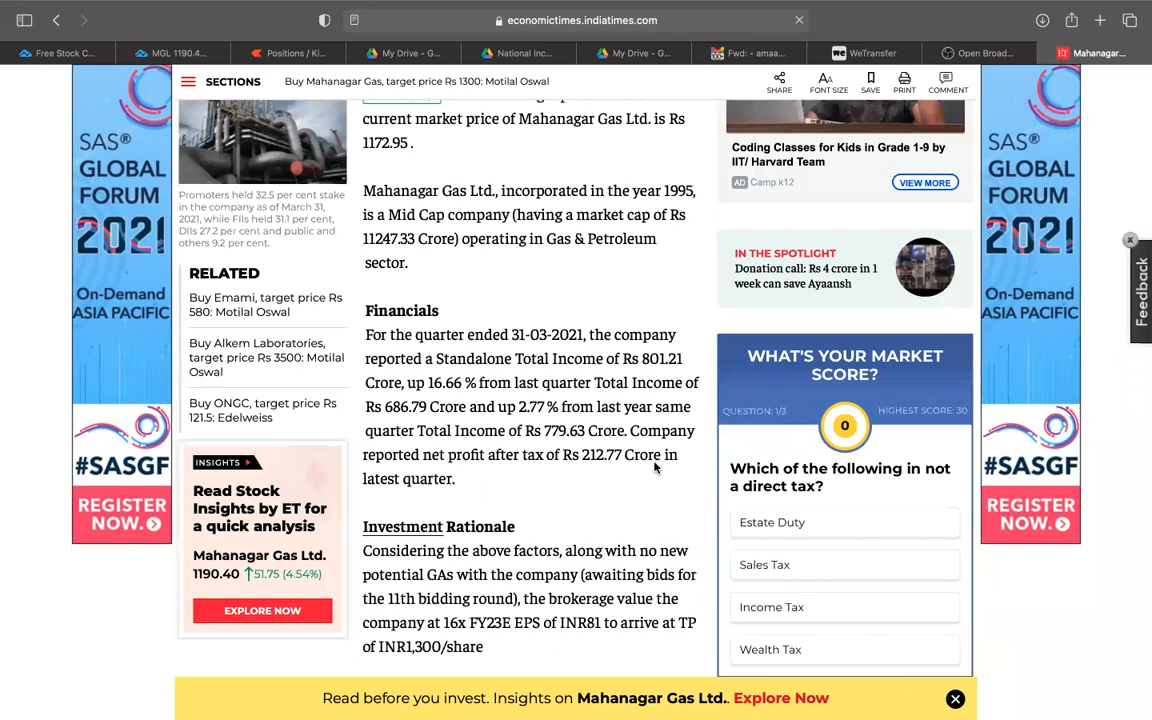 economictimes.indiatimes.com
Free Stock C...
MGL 1190.4...
Positions / Ki...
My Drive - G...
National Inc...
My Drive - G...
Fwd: - amaa...
WeTransfer
Open Broad...
ET Mahanagar...
SECTIONS
Buy Mahanagar Gas, target price Rs 1300: Motilal Oswal
SHARE
FONT SIZE
SAVE
PRINT
COMMENT
SAS®
GLOBAL
FORUM
2021
On-Demand
ASIA PACIFIC
#SASGF
REGISTER
NOW.
Promoters held 32.5 per cent stake
in the company as of March 31,
2021, while FIIs held 31.1 per cent,
DIIs 27.2 per cent and public and
others 9.2 per cent.
RELATED
Buy Emami, target price Rs
580: Motilal Oswal
Buy Alkem Laboratories,
target price Rs 3500: Motilal
Oswal
Buy ONGC, target price Rs
121.5: Edelweiss
INSIGHTS
Read Stock
Insights by ET for
a quick analysis
Mahanagar Gas Ltd.
1190.40 ↑51.75 (4.54%)
EXPLORE NOW
current market price of Mahanagar Gas Ltd. is Rs
1172.95 .
Mahanagar Gas Ltd., incorporated in the year 1995,
is a Mid Cap company (having a market cap of Rs
11247.33 Crore) operating in Gas & Petroleum
sector.
Financials
For the quarter ended 31-03-2021, the company
reported a Standalone Total Income of Rs 801.21
Crore, up 16.66 % from last quarter Total Income of
Rs 686.79 Crore and up 2.77 % from last year same
quarter Total Income of Rs 779.63 Crore. Company
reported net profit after tax of Rs 212.77 Crore in
latest quarter.
Investment Rationale
Considering the above factors, along with no new
potential GAs with the company (awaiting bids for
the 11th bidding round), the brokerage value the
company at 16x FY23E EPS of INR81 to arrive at TP
of INR1,300/share
Coding Classes for Kids in Grade 1-9 by
IIT/ Harvard Team
AD Camp k12
VIEW MORE
IN THE SPOTLIGHT
Donation call: Rs 4 crore in 1
week can save Ayaansh
WHAT'S YOUR MARKET
SCORE?
QUESTION: 1/3
0
HIGHEST SCORE: 30
Which of the following in not
a direct tax?
Estate Duty
Sales Tax
Income Tax
Wealth Tax
SAS®
GLOBAL
FORUM
2021
On-Demand
ASIA PACIFIC
#SASGF
REGISTER
NOW.
Feedback
Read before you invest. Insights on Mahanagar Gas Ltd.. Explore Now